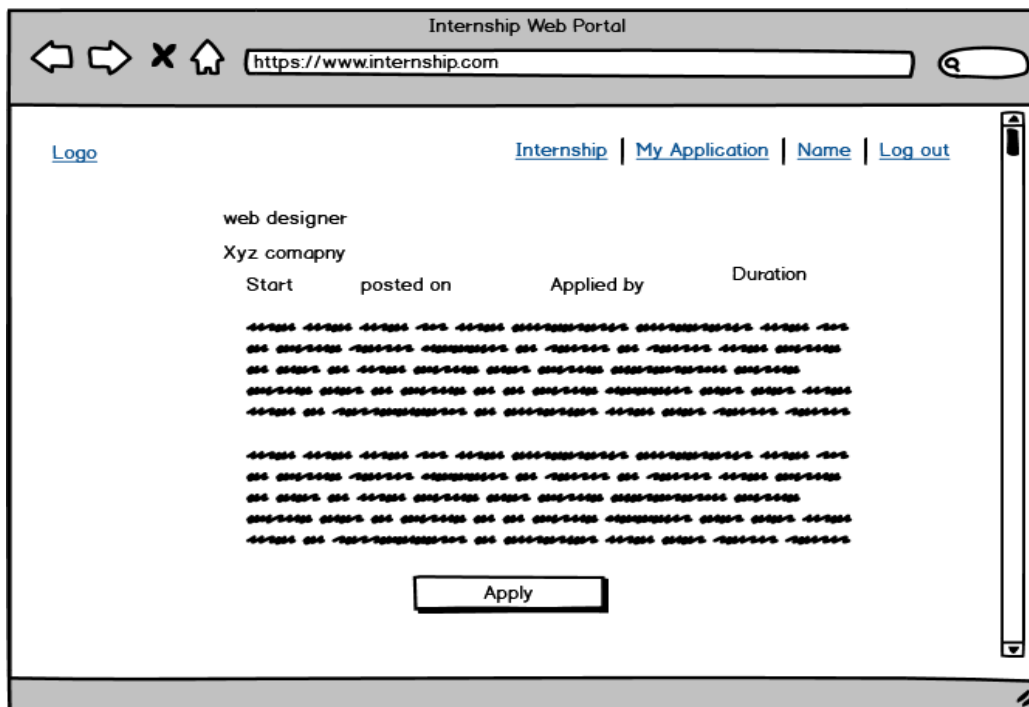 Internship Web Portal
https://www.internship.com
Logo
Internship | My Application | Name | Log out
web designer
Xyz comapny
Start posted on Applied by Duration
Apply